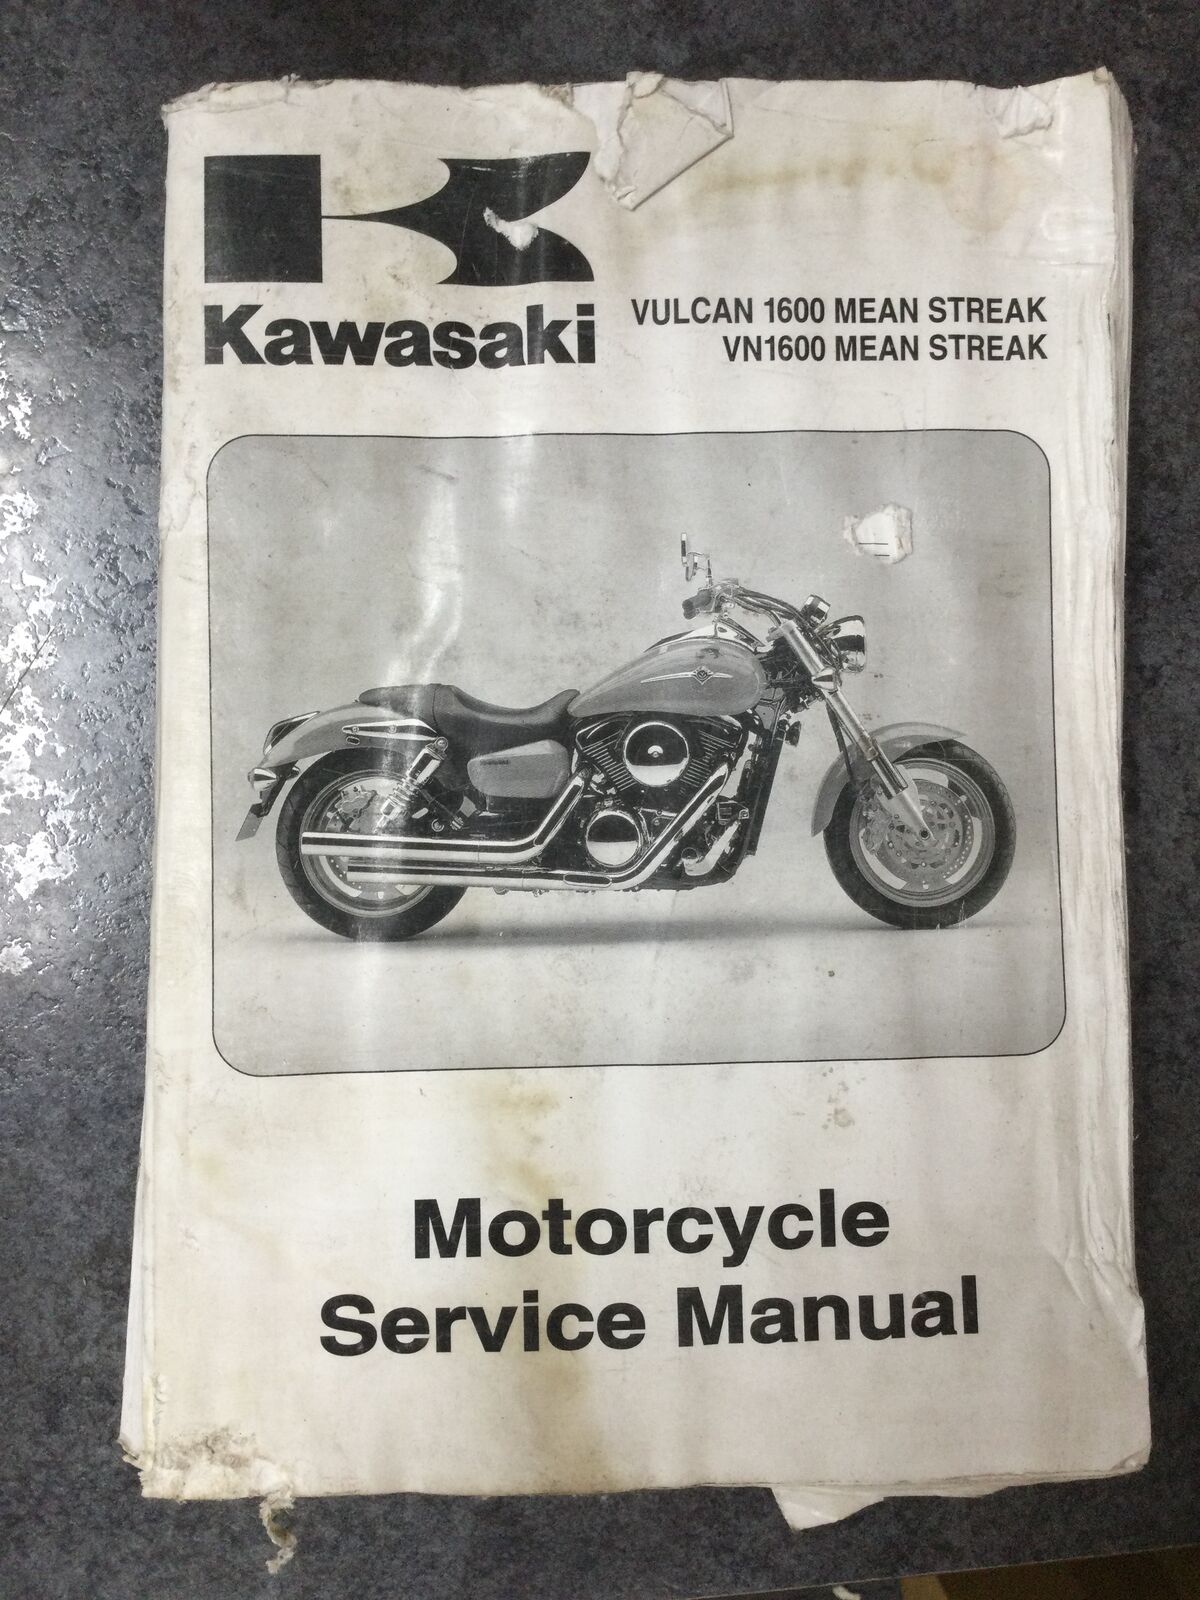 Kawasaki
VULCAN 1600 MEAN STREAK
VN1600 MEAN STREAK
Motorcycle
Service Manual